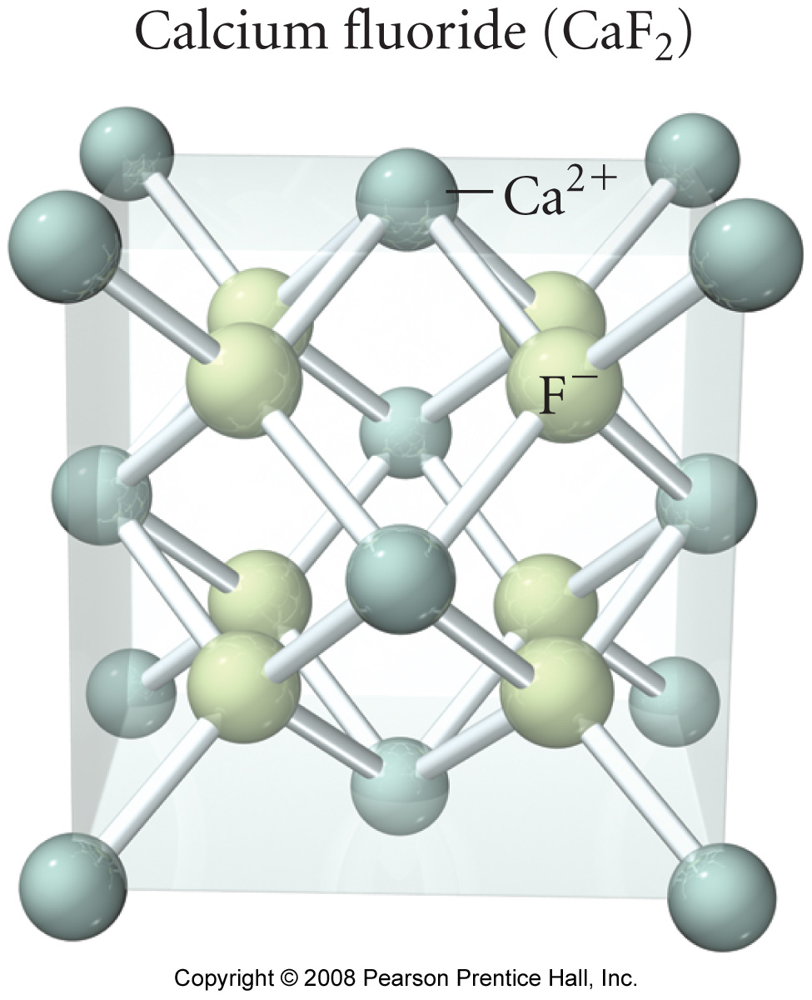 Calcium fluoride (CaF₂)
Ca²⁺
F⁻
Copyright © 2008 Pearson Prentice Hall, Inc.